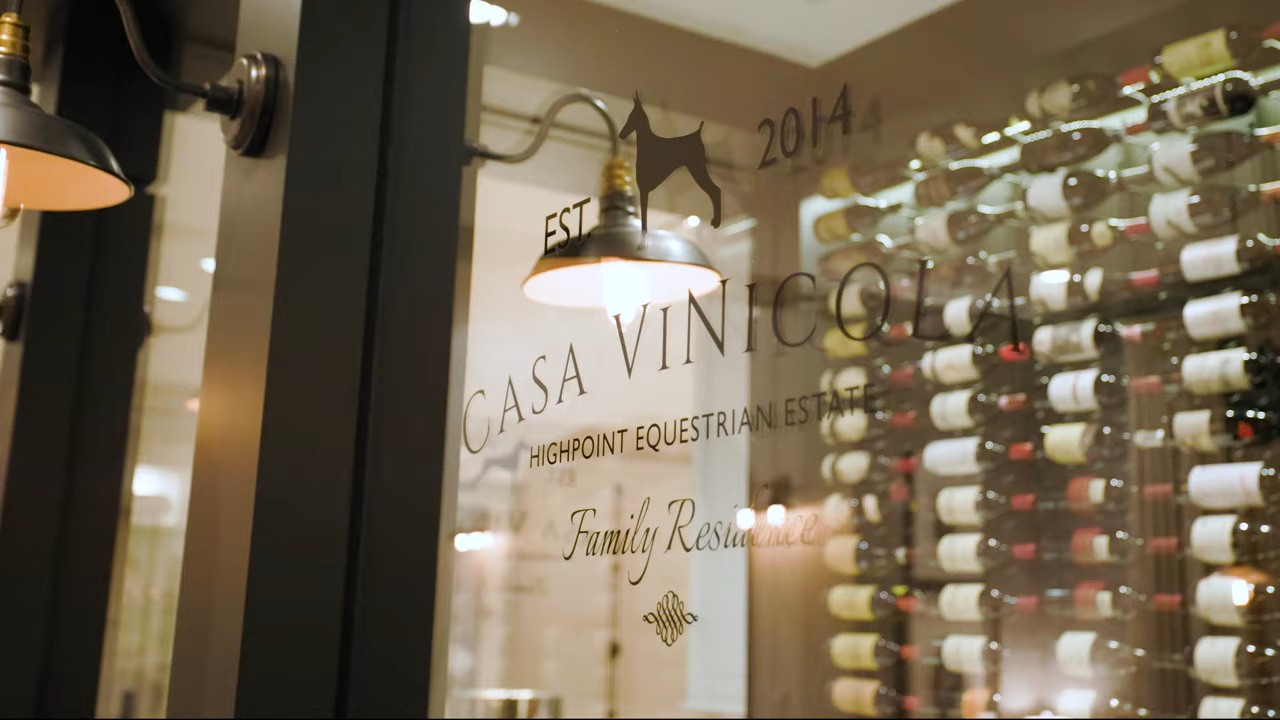 EST. 2014
CASA VINICOLA
HIGHPOINT EQUESTRIAN ESTATE
Family Residence